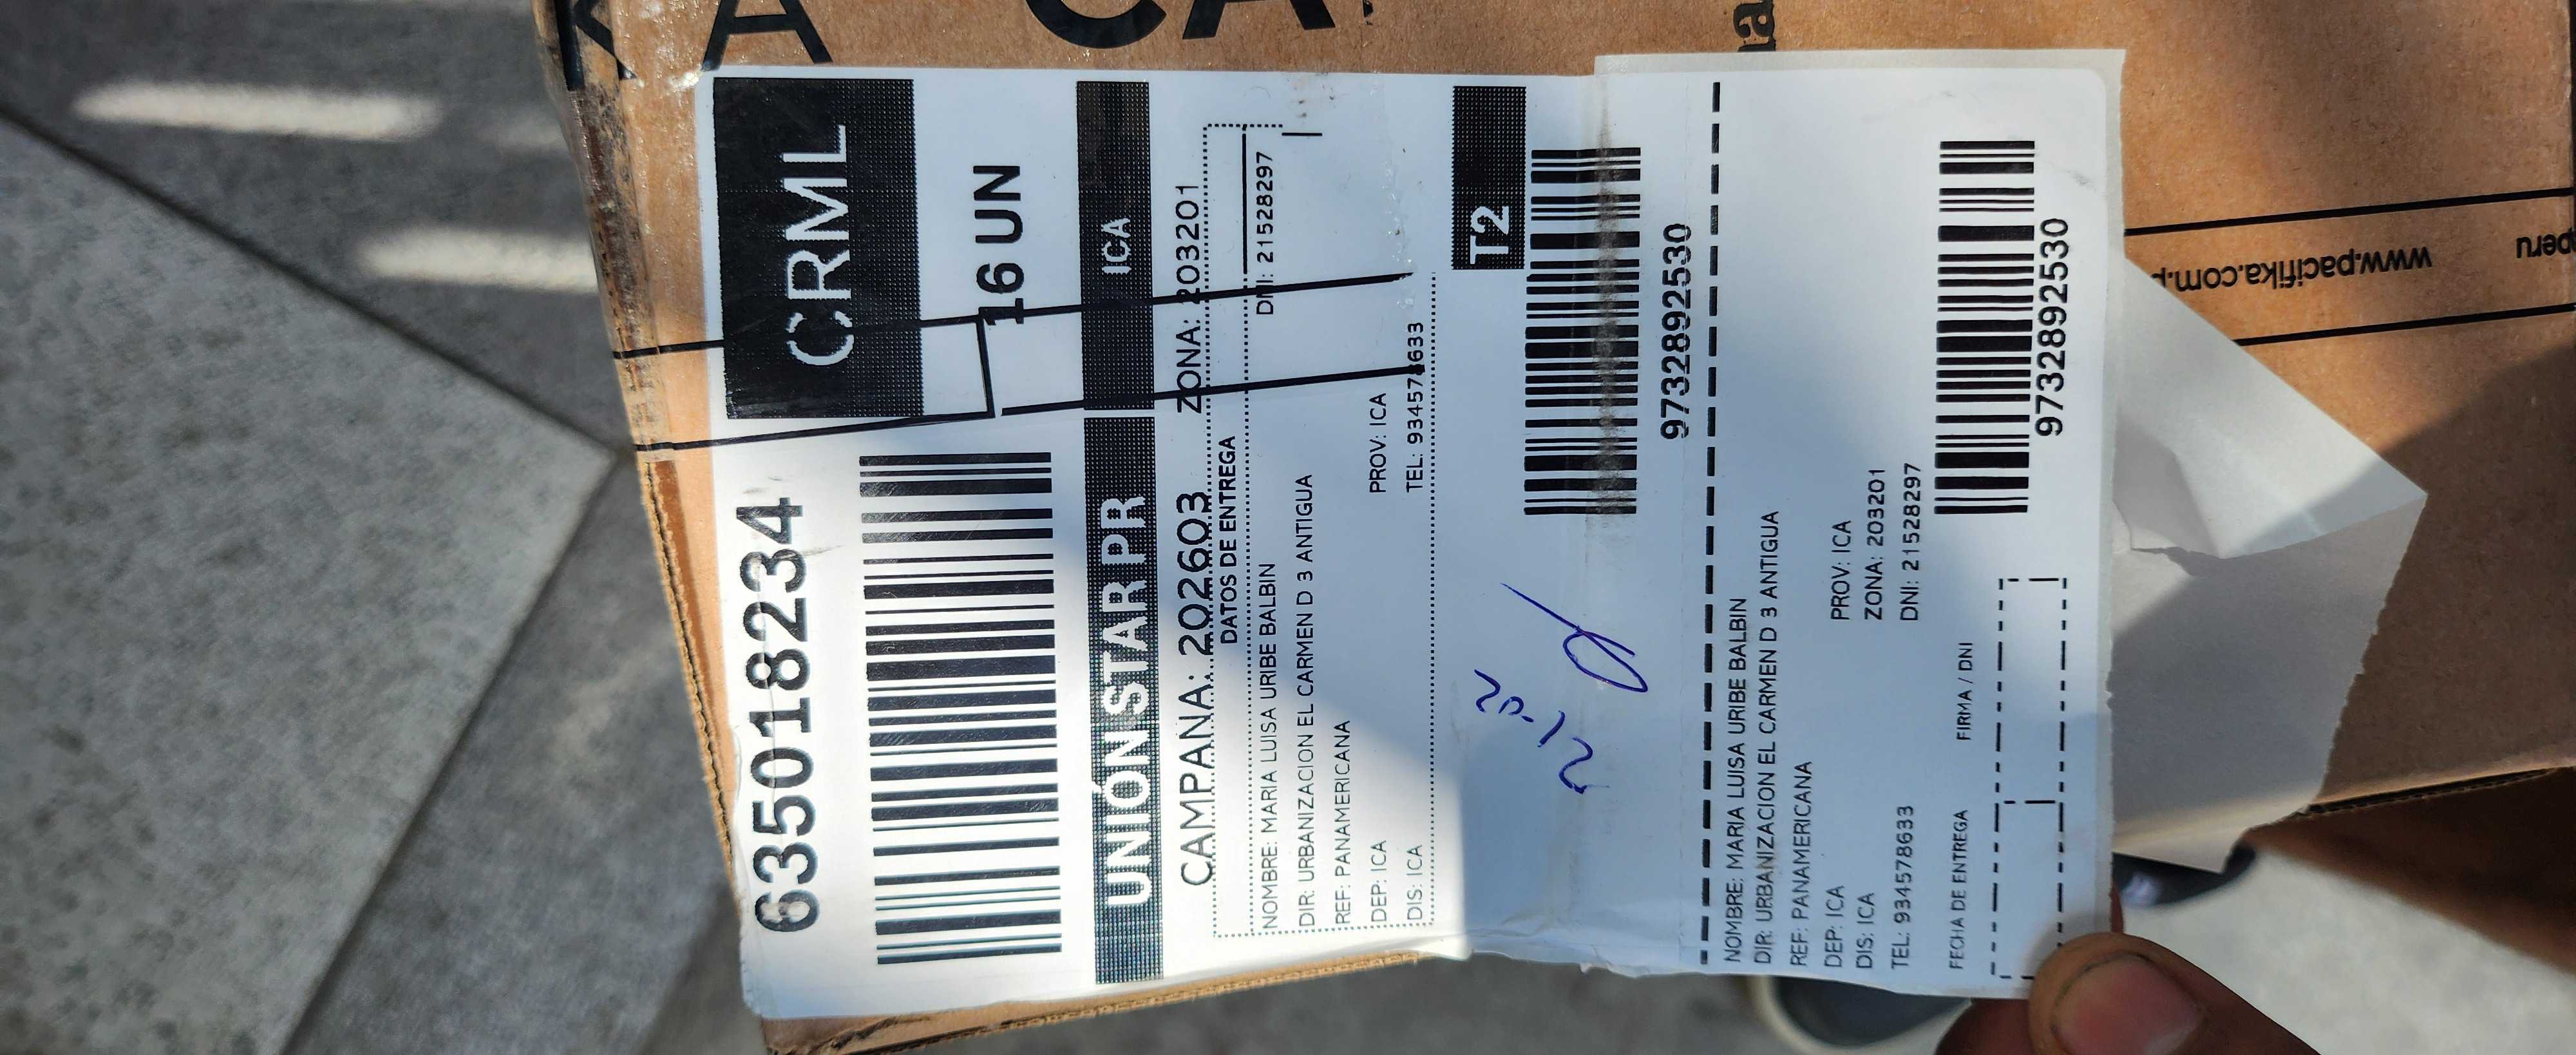 6350182234
CRML
16 UN
UNIÓN STAR PR
ICA
CAMPAÑA: 202603 ZONA: 203201
DATOS DE ENTREGA
NOMBRE: MARIA LUISA URIBE BALBIN DNI: 21528297
DIR: URBANIZACION EL CARMEN D 3 ANTIGUA
REF: PANAMERICANA
DEP: ICA PROV: ICA
DIS: ICA TEL: 934578633
T2
9732892530
NOMBRE: MARIA LUISA URIBE BALBIN
DIR: URBANIZACION EL CARMEN D 3 ANTIGUA
REF: PANAMERICANA
DEP: ICA PROV: ICA
DIS: ICA ZONA: 203201
TEL: 934578633 DNI: 21528297
FECHA DE ENTREGA FIRMA / DNI
9732892530
www.pacifika.com.p
peru